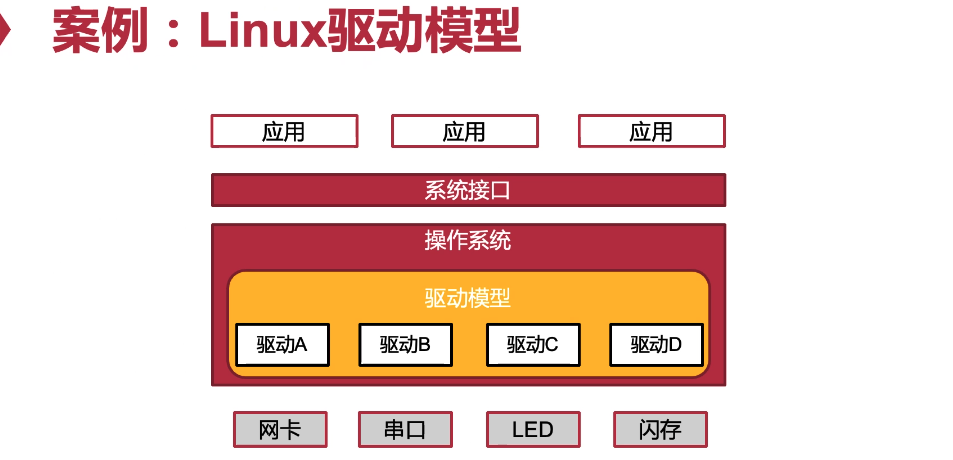 案例：Linux驱动模型
应用 应用 应用
系统接口
操作系统
驱动模型
驱动A 驱动B 驱动C 驱动D
网卡 串口 LED 闪存